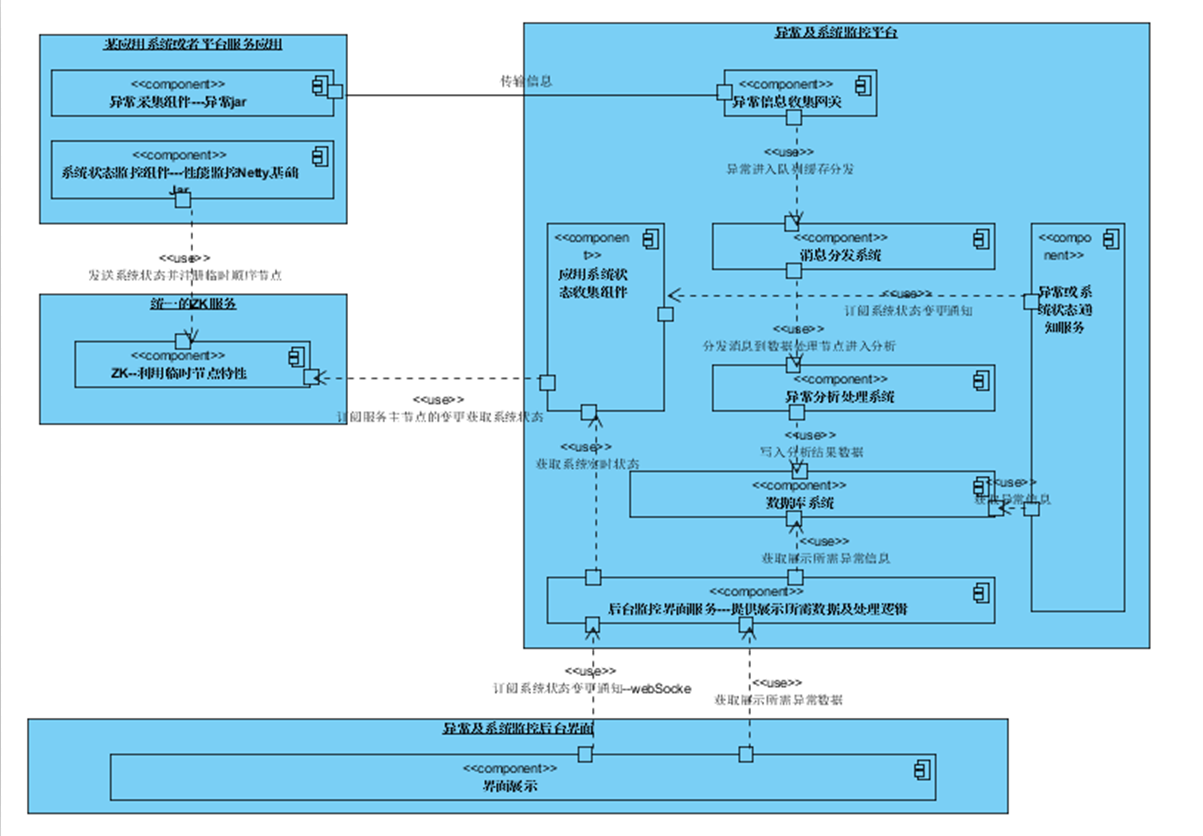 某应用系统或者平台服务应用
<<component>>
异常采集组件---异常jar
<<component>>
系统状态监控组件---性能监控Netty基础
Jar
<<use>>
发送系统状态并注册临时顺序节点
统一的ZK服务
<<component>>
ZK--利用临时节点特性
传输信息
异常及系统监控平台
<<component>>
异常信息收集网关
<<use>>
异常进入队列缓存分发
<<component>>
消息分发系统
<<componen
t>>
应用系统状
态收集组件
<<compo
nent>>
异常或系
统状态通
知服务
<<use>>
订阅系统状态变更通知
<<use>>
分发消息到数据处理节点进入分析
<<component>>
异常分析处理系统
<<use>>
订阅服务主节点的变更获取系统状态
<<use>>
写入分析结果数据
<<use>>
获取系统实时状态
<<component>>
数据库系统
<<use>>
获取异常信息
<<use>>
获取展示所需异常信息
<<component>>
后台监控界面服务---提供展示所需数据及处理逻辑
<<use>>
订阅系统状态变更通知--webSocke
<<use>>
获取展示所需异常数据
异常及系统监控后台界面
<<component>>
界面展示